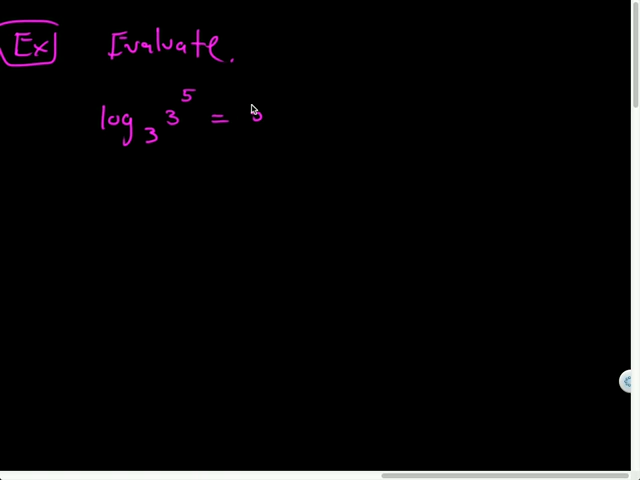 Ex Evaluate.
log₃ 3⁵ =